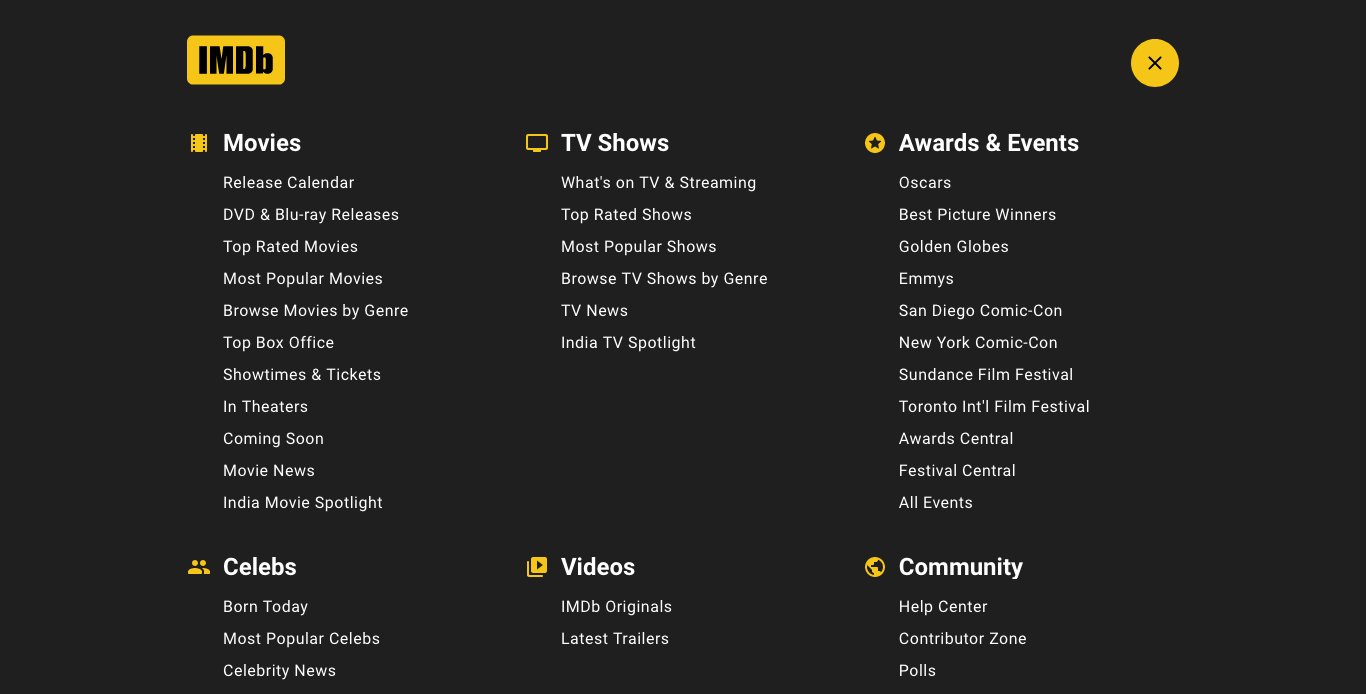 IMDb
Movies
Release Calendar
DVD & Blu-ray Releases
Top Rated Movies
Most Popular Movies
Browse Movies by Genre
Top Box Office
Showtimes & Tickets
In Theaters
Coming Soon
Movie News
India Movie Spotlight
TV Shows
What's on TV & Streaming
Top Rated Shows
Most Popular Shows
Browse TV Shows by Genre
TV News
India TV Spotlight
Awards & Events
Oscars
Best Picture Winners
Golden Globes
Emmys
San Diego Comic-Con
New York Comic-Con
Sundance Film Festival
Toronto Int'l Film Festival
Awards Central
Festival Central
All Events
Celebs
Born Today
Most Popular Celebs
Celebrity News
Videos
IMDb Originals
Latest Trailers
Community
Help Center
Contributor Zone
Polls